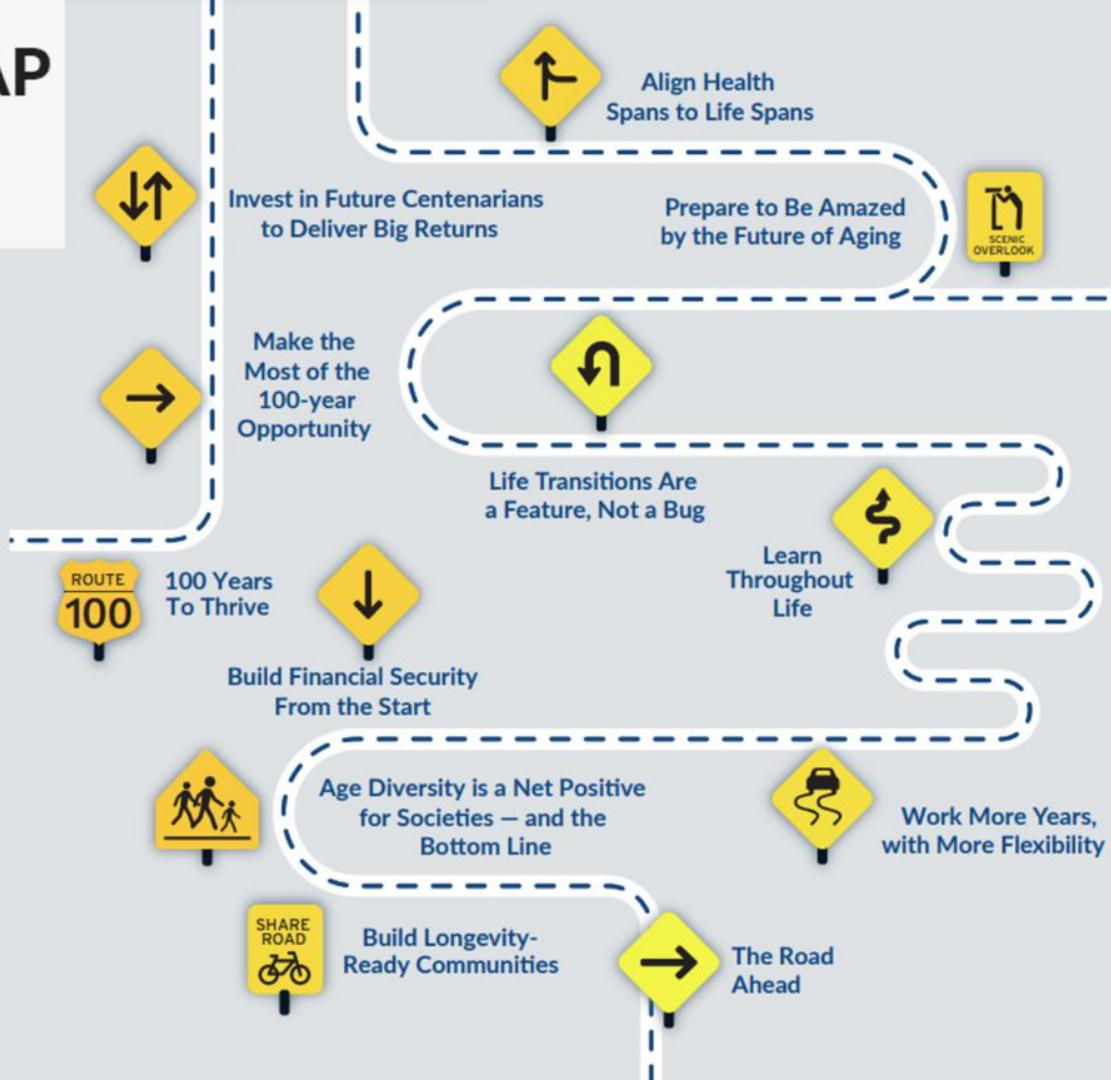 AP
Align Health
Spans to Life Spans
Invest in Future Centenarians
to Deliver Big Returns
Prepare to Be Amazed
by the Future of Aging
SCENIC
OVERLOOK
Make the
Most of the
100-year
Opportunity
Life Transitions Are
a Feature, Not a Bug
Learn
Throughout
Life
ROUTE
100
100 Years
To Thrive
Build Financial Security
From the Start
Age Diversity is a Net Positive
for Societies — and the
Bottom Line
Work More Years,
with More Flexibility
SHARE
ROAD
Build Longevity-
Ready Communities
The Road
Ahead